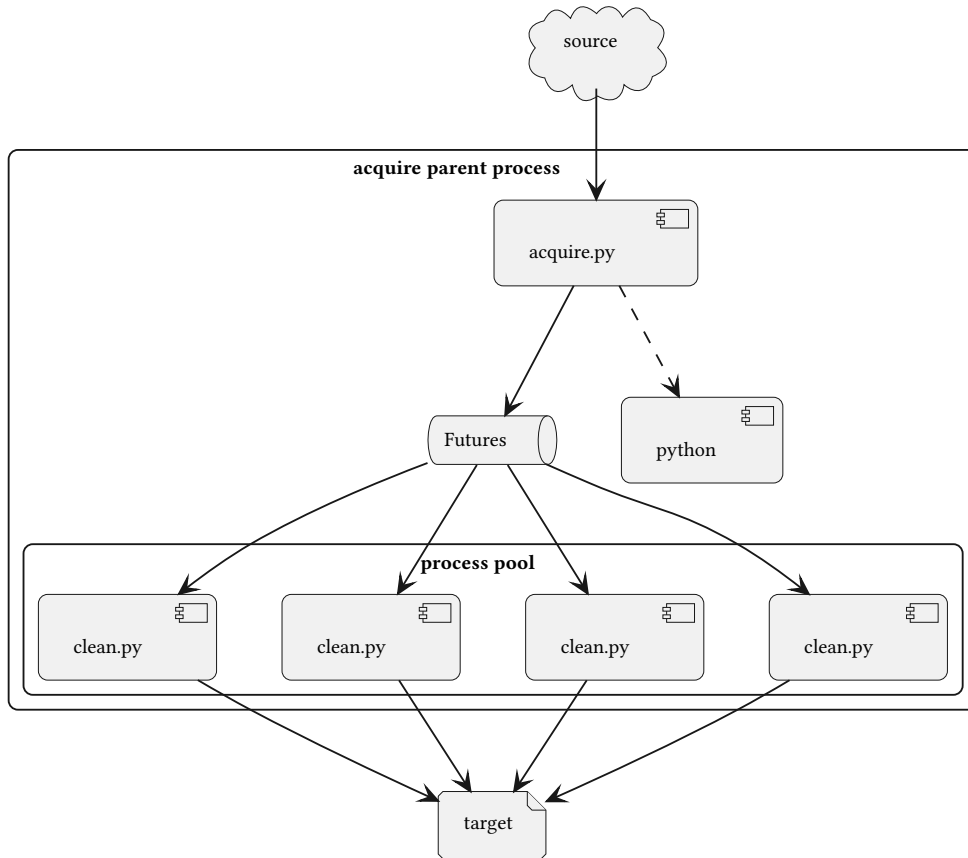 source
acquire parent process
acquire.py
Futures
python
process pool
clean.py
clean.py
clean.py
clean.py
target